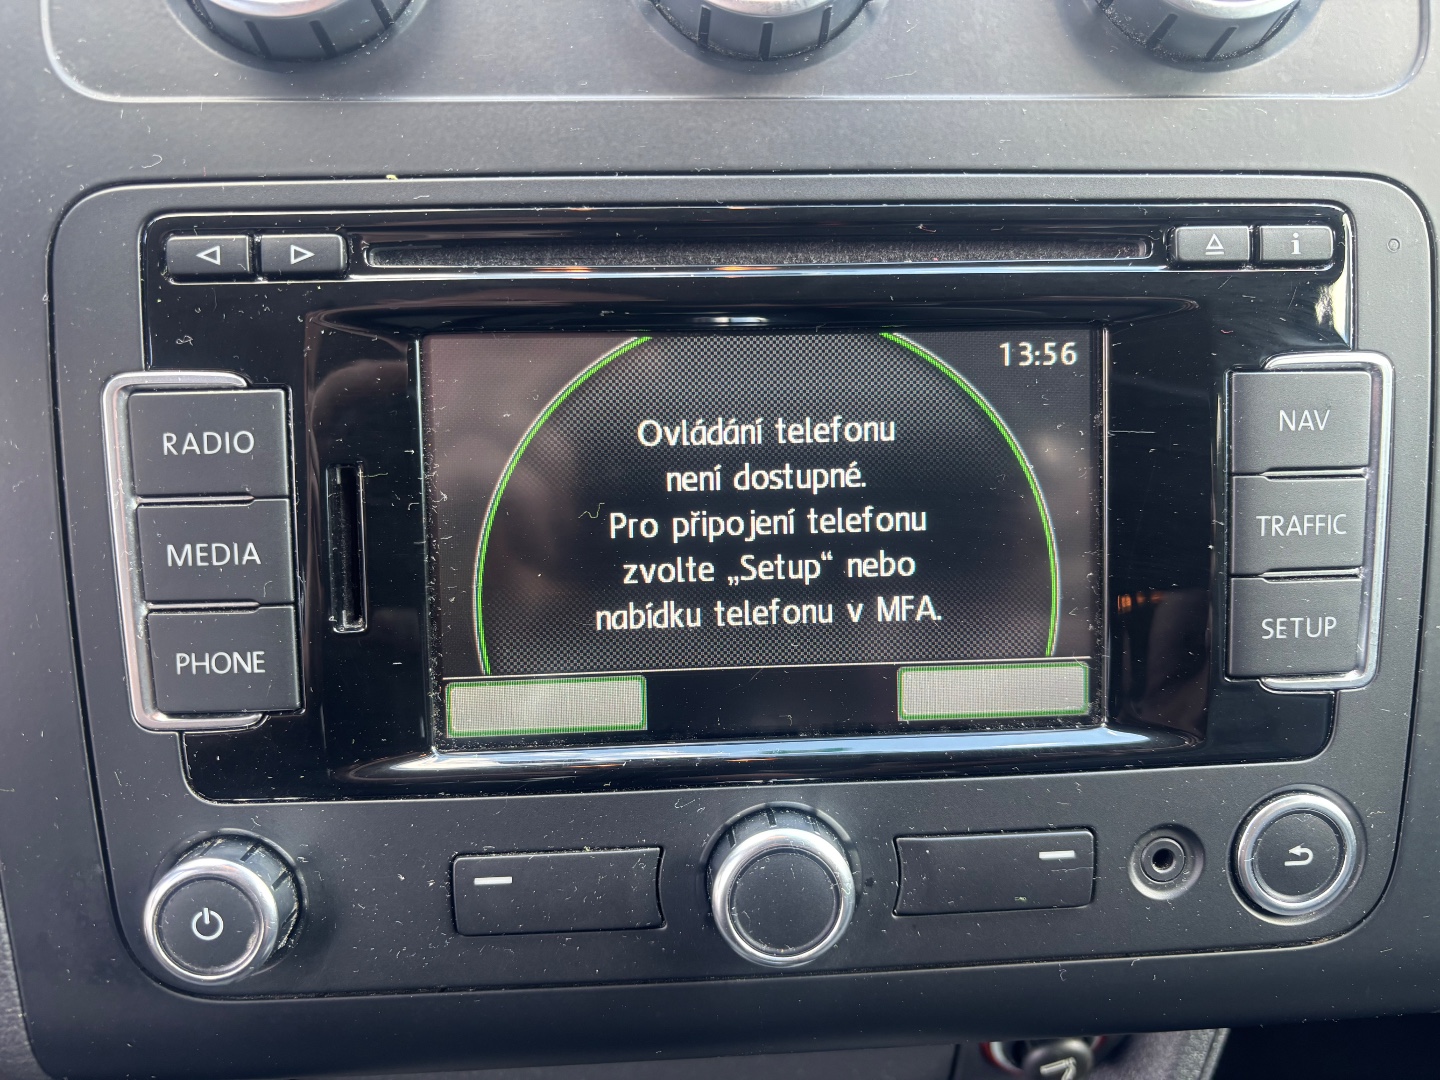 i
13:56
RADIO
MEDIA
PHONE
Ovládání telefonu
není dostupné.
Pro připojení telefonu
zvolte „Setup“ nebo
nabídku telefonu v MFA.
NAV
TRAFFIC
SETUP